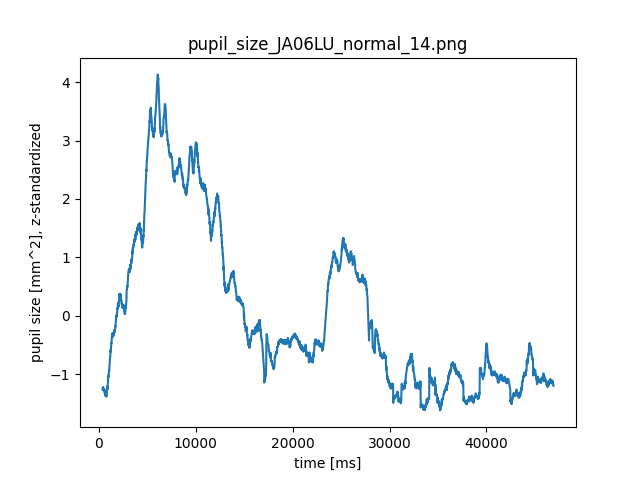 pupil_size_JA06LU_normal_14.png
pupil size [mm^2], z-standardized
4
3
2
1
0
−1
0 10000 20000 30000 40000
time [ms]